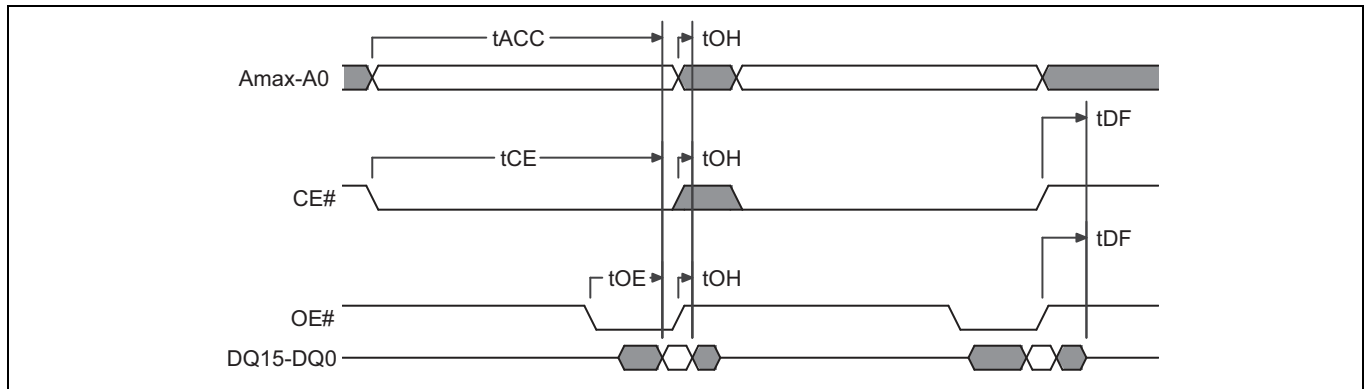 tACC
tOH
Amax-A0
tDF
tCE
tOH
CE#
tDF
tOE
tOH
OE#
DQ15-DQ0